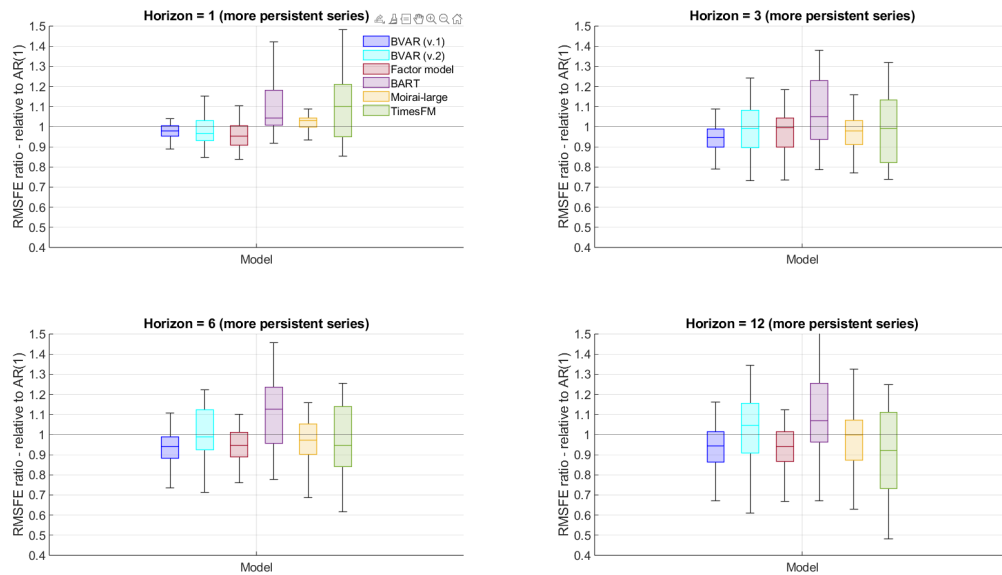 Horizon = 1 (more persistent series)
RMSFE ratio - relative to AR(1)
1.5
1.4
1.3
1.2
1.1
1
0.9
0.8
0.7
0.6
0.5
0.4
BVAR (v.1)
BVAR (v.2)
Factor model
BART
Moirai-large
TimesFM
Model
Horizon = 3 (more persistent series)
RMSFE ratio - relative to AR(1)
1.5
1.4
1.3
1.2
1.1
1
0.9
0.8
0.7
0.6
0.5
0.4
Model
Horizon = 6 (more persistent series)
RMSFE ratio - relative to AR(1)
1.5
1.4
1.3
1.2
1.1
1
0.9
0.8
0.7
0.6
0.5
0.4
Model
Horizon = 12 (more persistent series)
RMSFE ratio - relative to AR(1)
1.5
1.4
1.3
1.2
1.1
1
0.9
0.8
0.7
0.6
0.5
0.4
Model